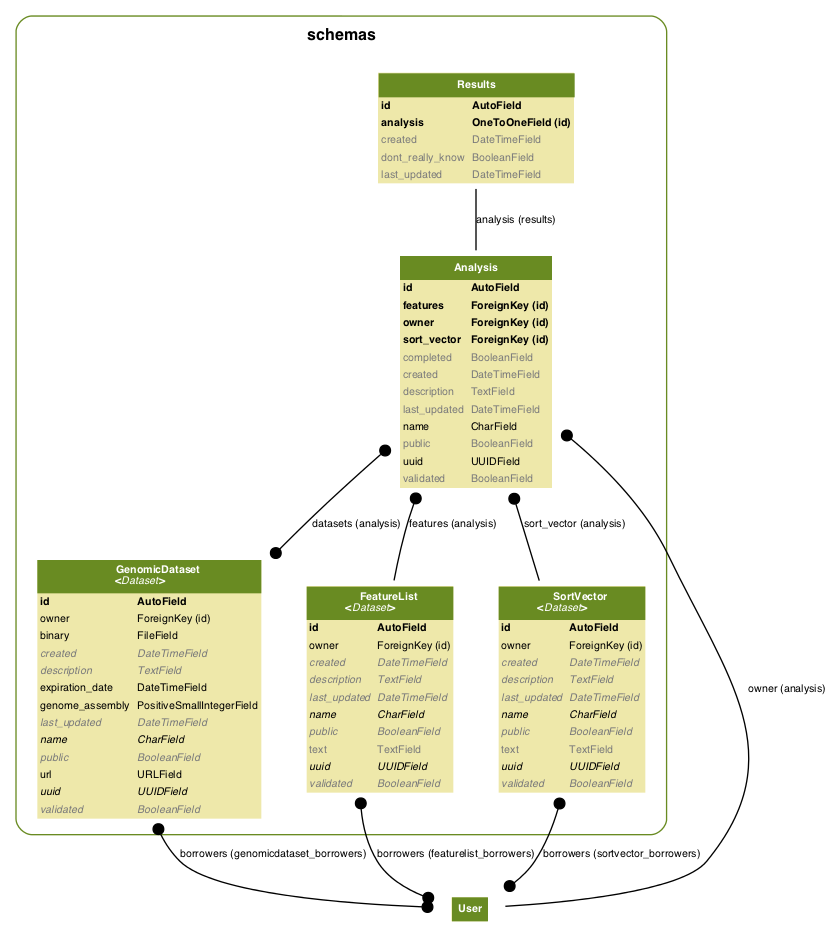 schemas
Results
id AutoField
analysis OneToOneField (id)
created DateTimeField
dont_really_know BooleanField
last_updated DateTimeField
analysis (results)
Analysis
id AutoField
features ForeignKey (id)
owner ForeignKey (id)
sort_vector ForeignKey (id)
completed BooleanField
created DateTimeField
description TextField
last_updated DateTimeField
name CharField
public BooleanField
uuid UUIDField
validated BooleanField
datasets (analysis) features (analysis) sort_vector (analysis)
GenomicDataset
<Dataset>
id AutoField
owner ForeignKey (id)
binary FileField
created DateTimeField
description TextField
expiration_date DateTimeField
genome_assembly PositiveSmallIntegerField
last_updated DateTimeField
name CharField
public BooleanField
url URLField
uuid UUIDField
validated BooleanField
FeatureList
<Dataset>
id AutoField
owner ForeignKey (id)
created DateTimeField
description TextField
last_updated DateTimeField
name CharField
public BooleanField
text TextField
uuid UUIDField
validated BooleanField
SortVector
<Dataset>
id AutoField
owner ForeignKey (id)
created DateTimeField
description TextField
last_updated DateTimeField
name CharField
public BooleanField
text TextField
uuid UUIDField
validated BooleanField
owner (analysis)
borrowers (genomicdataset_borrowers) borrowers (featurelist_borrowers) borrowers (sortvector_borrowers)
User